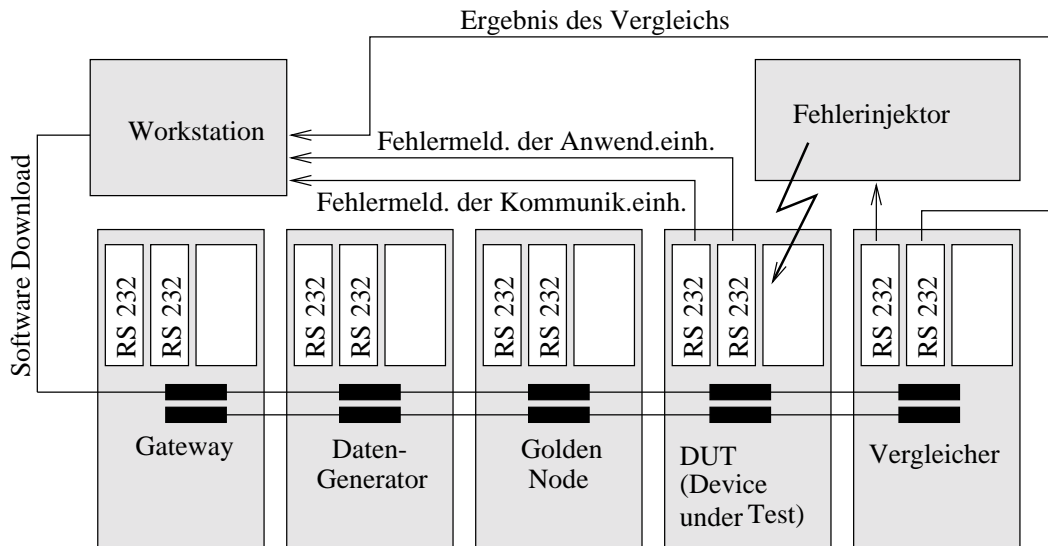 Ergebnis des Vergleichs
Workstation
Fehlerinjektor
Fehlermeld. der Anwend.einh.
Fehlermeld. der Kommunik.einh.
Software Download
RS 232
RS 232
RS 232
RS 232
RS 232
RS 232
RS 232
RS 232
RS 232
RS 232
Gateway
Daten-
Generator
Golden
Node
DUT
(Device
under Test)
Vergleicher